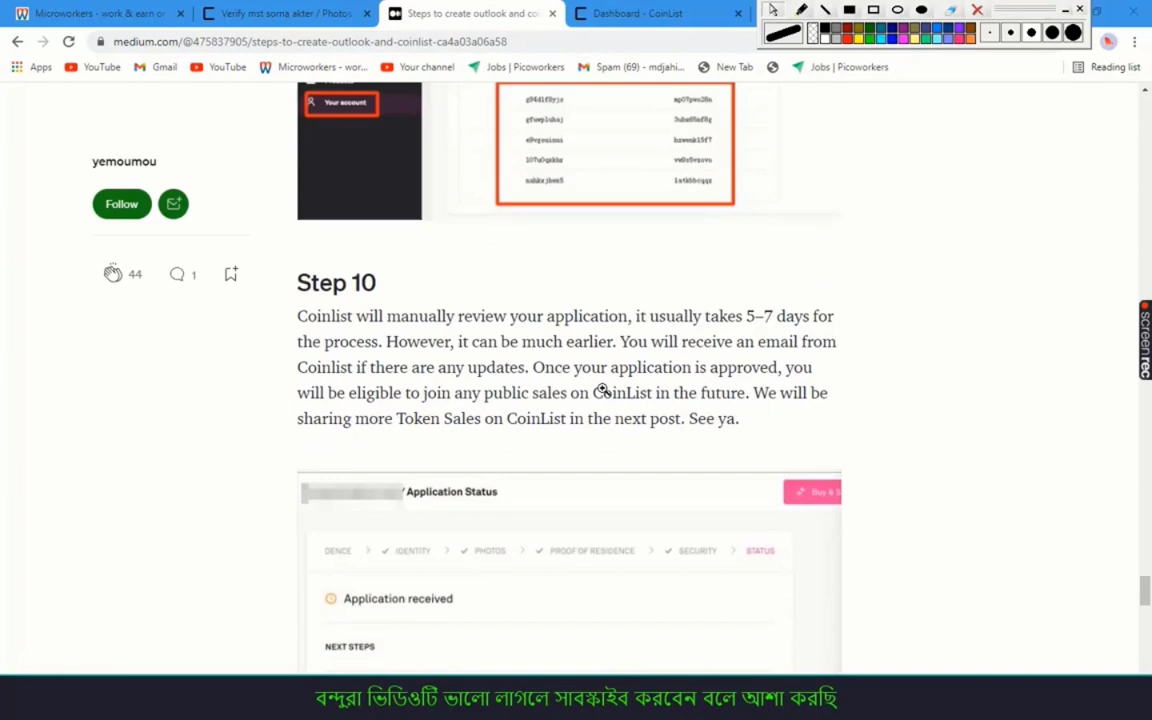 Microworkers - work & earn or
Verify mst sorna akter / Photos
Steps to create outlook and coi
Dashboard - CoinList
medium.com/@475837905/steps-to-create-outlook-and-coinlist-ca4a03a06a58
Apps
YouTube
Gmail
YouTube
Microworkers - wor...
Your channel
Jobs | Picoworkers
Spam (69) - mdjahi...
New Tab
Jobs | Picoworkers
Reading list
Your account
yemoumou
Follow
44
1
Step 10
Coinlist will manually review your application, it usually takes 5–7 days for
the process. However, it can be much earlier. You will receive an email from
Coinlist if there are any updates. Once your application is approved, you
will be eligible to join any public sales on CoinList in the future. We will be
sharing more Token Sales on CoinList in the next post. See ya.
/ Application Status
Buy & S
DENCE
IDENTITY
PHOTOS
PROOF OF RESIDENCE
SECURITY
STATUS
Application received
NEXT STEPS
screenrec
বন্দুরা ভিডিওটি ভালো লাগলে সাবস্কাইব করবেন বলে আশা করছি